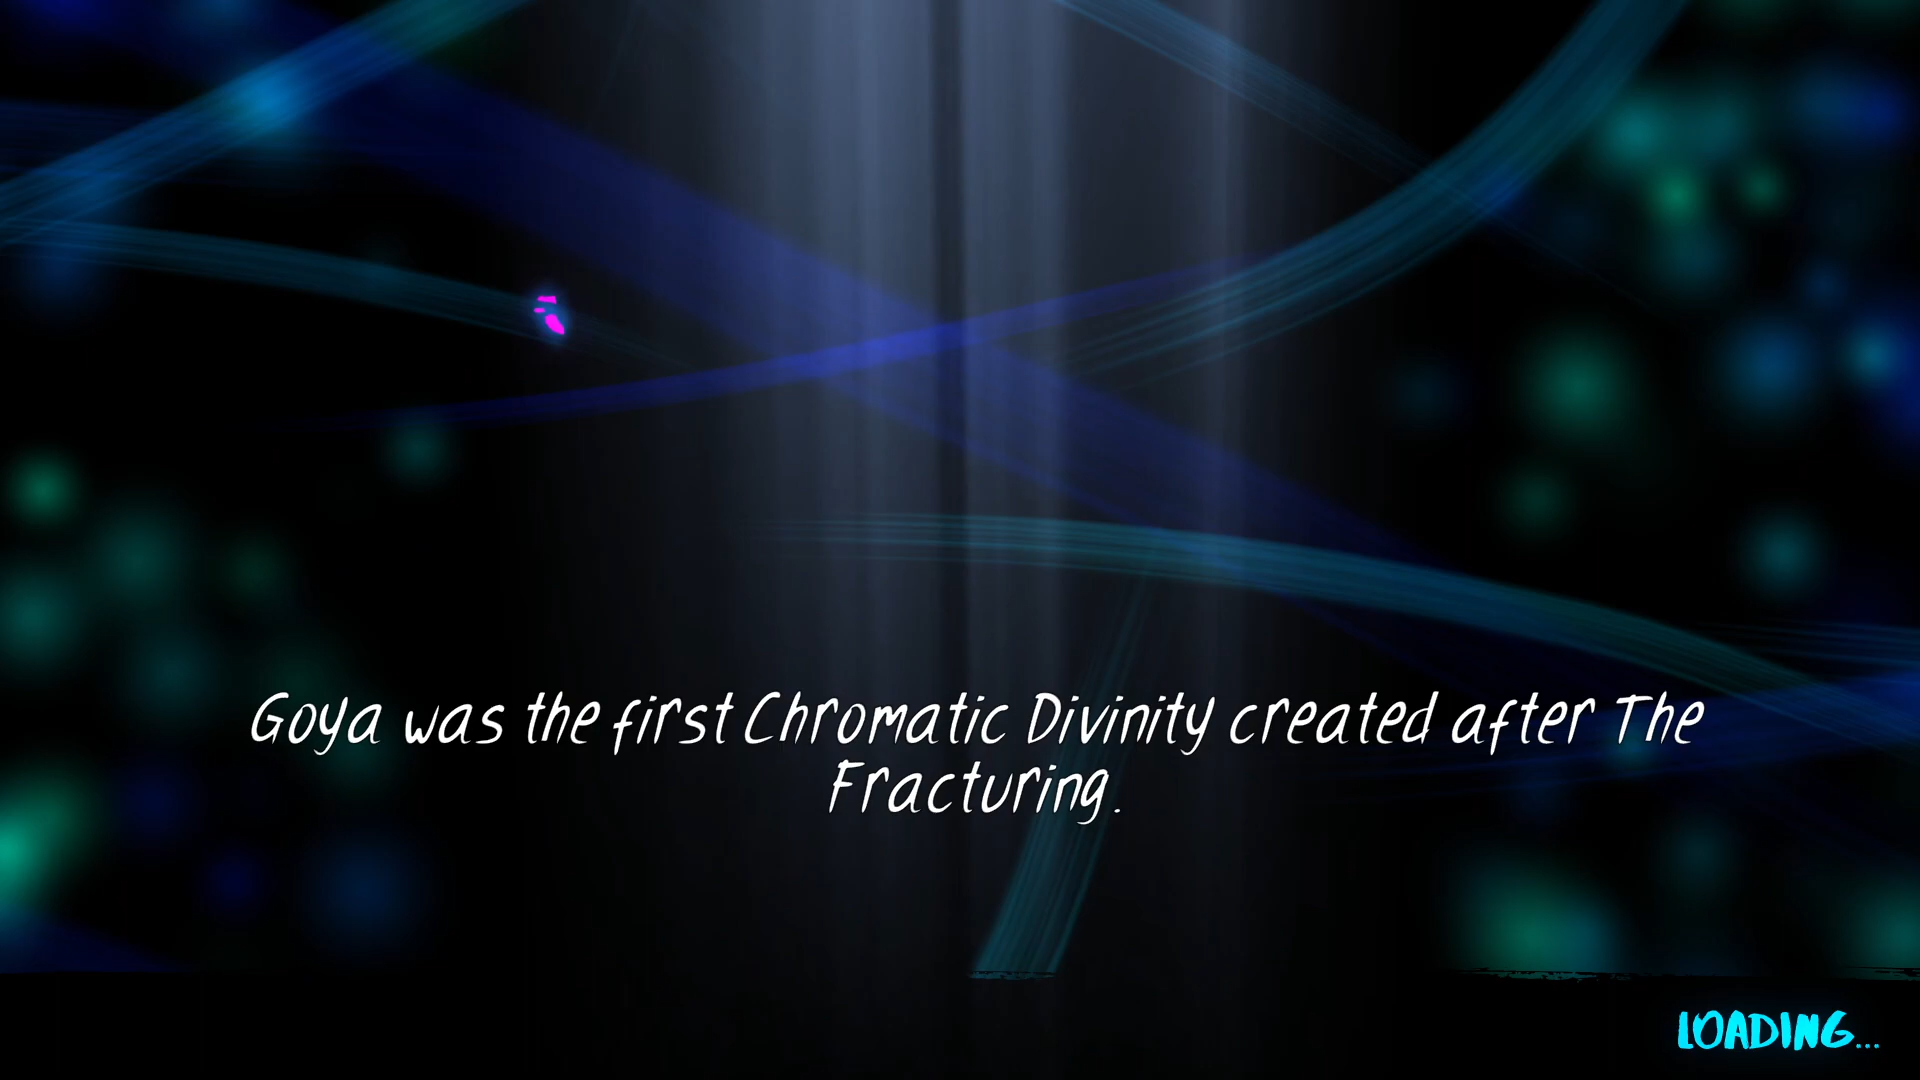 Goya was the first Chromatic Divinity created after The
Fracturing.
LOADING...